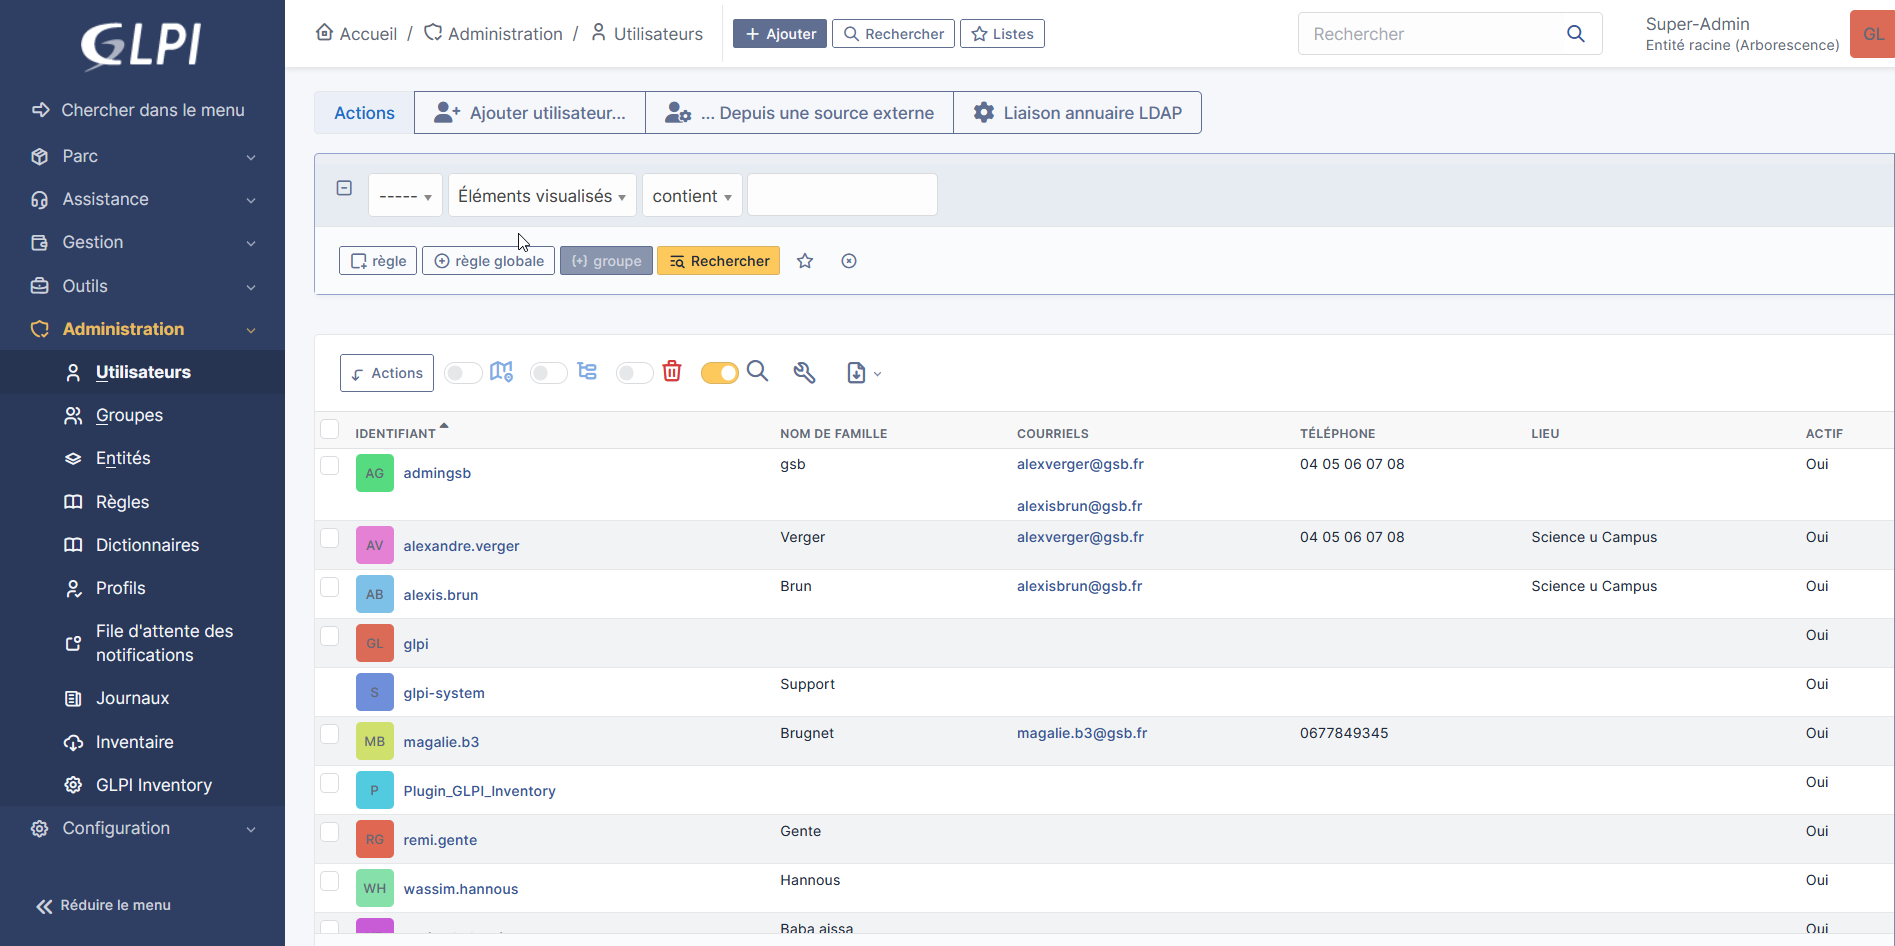 GLPI
Chercher dans le menu
Parc
Assistance
Gestion
Outils
Administration
Utilisateurs
Groupes
Entités
Règles
Dictionnaires
Profils
File d'attente des
notifications
Journaux
Inventaire
GLPI Inventory
Configuration
Réduire le menu
Accueil / Administration / Utilisateurs
Ajouter
Rechercher
Listes
Rechercher
Super-Admin
Entité racine (Arborescence)
GL
Actions
Ajouter utilisateur...
... Depuis une source externe
Liaison annuaire LDAP
-----
Éléments visualisés
contient
règle
règle globale
(+) groupe
Rechercher
Actions
IDENTIFIANT NOM DE FAMILLE COURRIELS TÉLÉPHONE LIEU ACTIF
AG admingsb gsb alexverger@gsb.fr 04 05 06 07 08 Oui
alexisbrun@gsb.fr
AV alexandre.verger Verger alexverger@gsb.fr 04 05 06 07 08 Science u Campus Oui
AB alexis.brun Brun alexisbrun@gsb.fr Science u Campus Oui
GL glpi Oui
S glpi-system Support Oui
MB magalie.b3 Brugnet magalie.b3@gsb.fr 0677849345 Oui
P Plugin_GLPI_Inventory Oui
RG remi.gente Gente Oui
WH wassim.hannous Hannous Oui
Baba aissa Oui